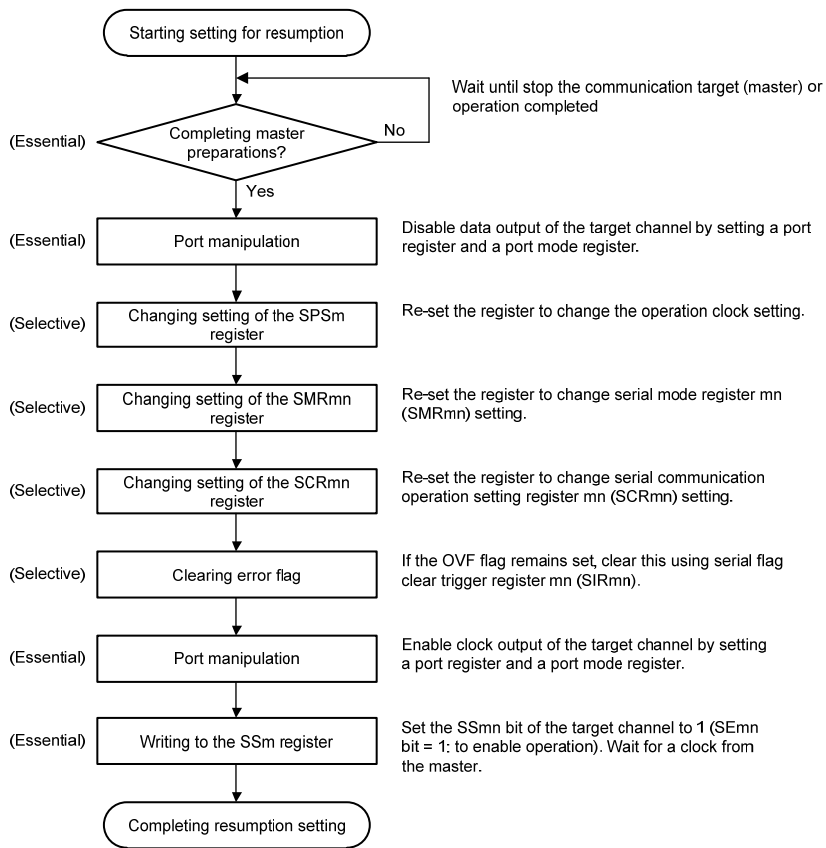 Starting setting for resumption
Wait until stop the communication target (master) or
operation completed
(Essential)
Completing master
preparations?
No
Yes
(Essential)
Port manipulation
Disable data output of the target channel by setting a port
register and a port mode register.
(Selective)
Changing setting of the SPSm
register
Re-set the register to change the operation clock setting.
(Selective)
Changing setting of the SMRmn
register
Re-set the register to change serial mode register mn
(SMRmn) setting.
(Selective)
Changing setting of the SCRmn
register
Re-set the register to change serial communication
operation setting register mn (SCRmn) setting.
(Selective)
Clearing error flag
If the OVF flag remains set, clear this using serial flag
clear trigger register mn (SIRmn).
(Essential)
Port manipulation
Enable clock output of the target channel by setting
a port register and a port mode register.
(Essential)
Writing to the SSm register
Set the SSmn bit of the target channel to 1 (SEmn
bit = 1: to enable operation). Wait for a clock from
the master.
Completing resumption setting